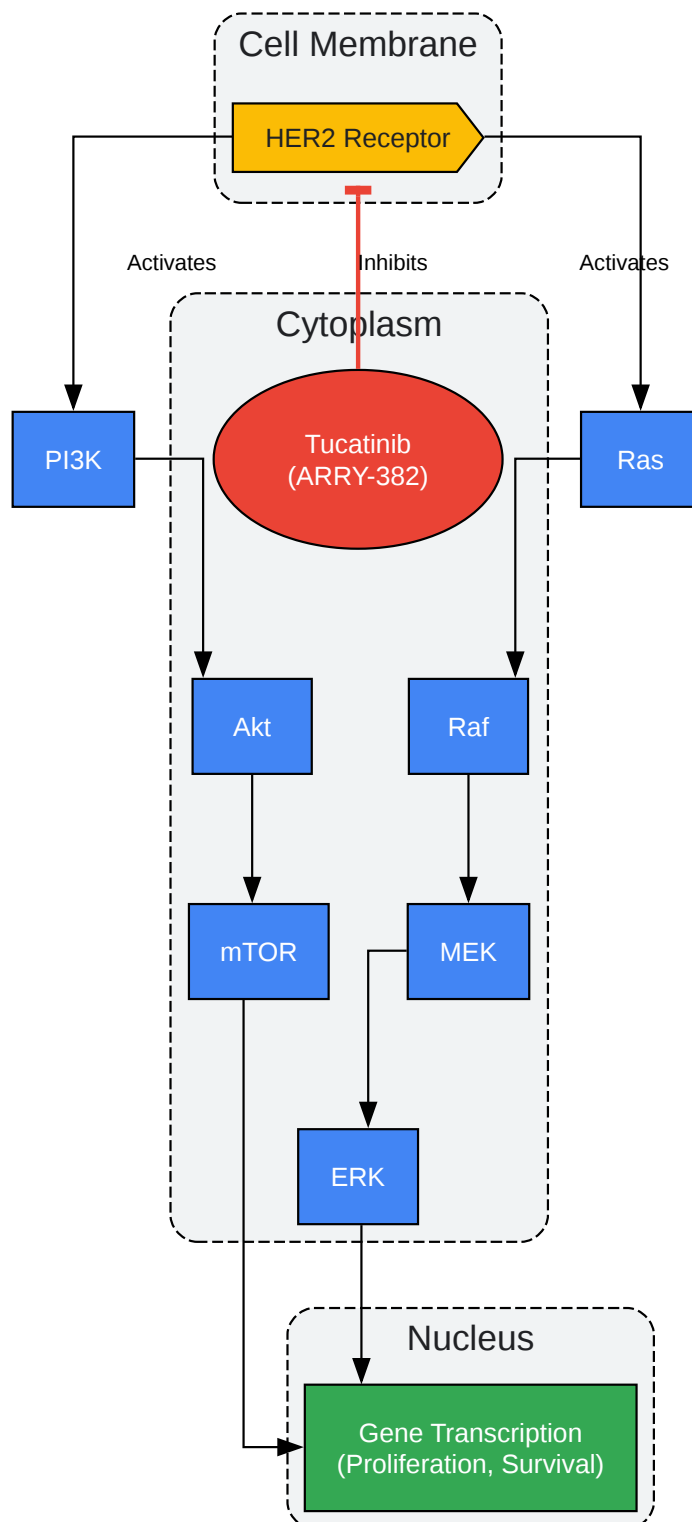 Cell Membrane
HER2 Receptor
Activates
Inhibits
Activates
Cytoplasm
PI3K
Tucatinib
(ARRY-382)
Ras
Akt
Raf
mTOR
MEK
ERK
Nucleus
Gene Transcription
(Proliferation, Survival)